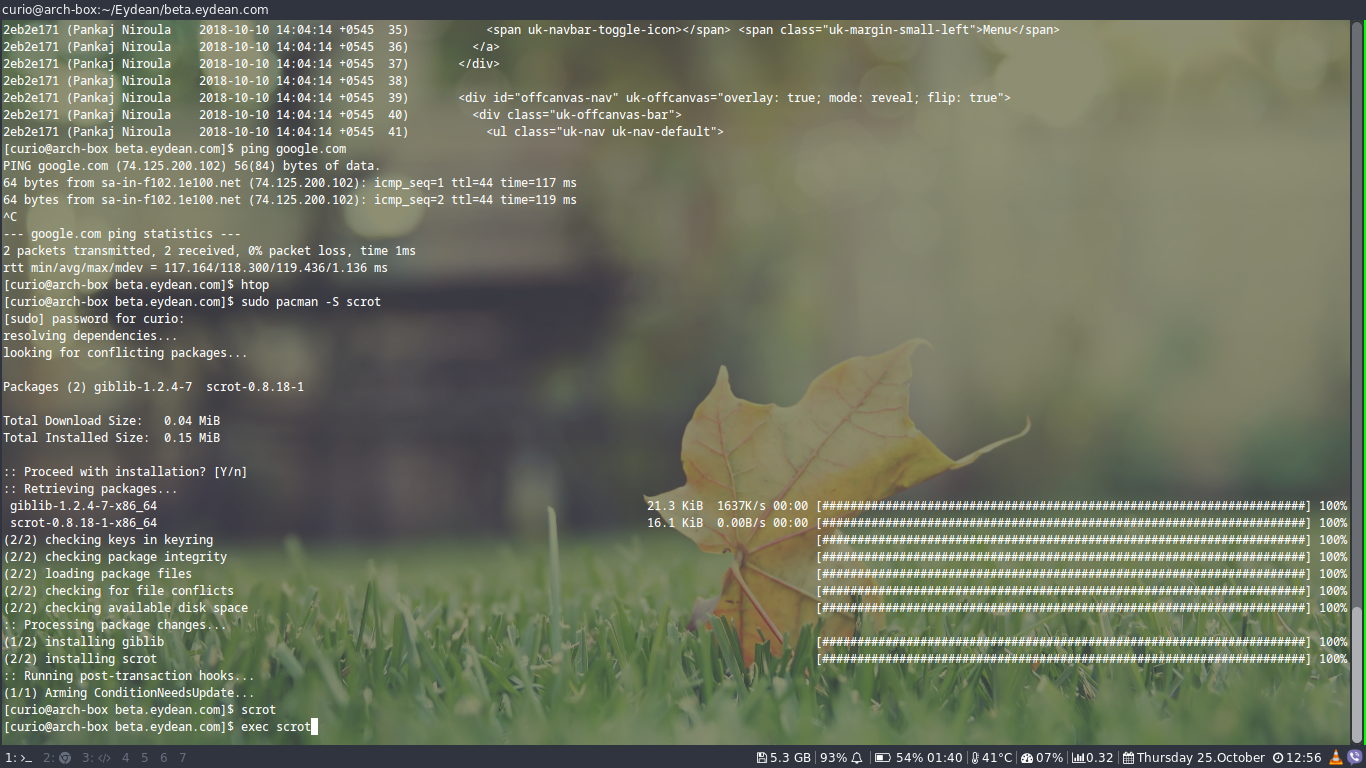 curio@arch-box:~/Eydean/beta.eydean.com
2eb2e171 (Pankaj Niroula    2018-10-10 14:04:14 +0545  35)           <span uk-navbar-toggle-icon></span> <span class="uk-margin-small-left">Menu</span>
2eb2e171 (Pankaj Niroula    2018-10-10 14:04:14 +0545  36)         </a>
2eb2e171 (Pankaj Niroula    2018-10-10 14:04:14 +0545  37)       </div>
2eb2e171 (Pankaj Niroula    2018-10-10 14:04:14 +0545  38)
2eb2e171 (Pankaj Niroula    2018-10-10 14:04:14 +0545  39)       <div id="offcanvas-nav" uk-offcanvas="overlay: true; mode: reveal; flip: true">
2eb2e171 (Pankaj Niroula    2018-10-10 14:04:14 +0545  40)         <div class="uk-offcanvas-bar">
2eb2e171 (Pankaj Niroula    2018-10-10 14:04:14 +0545  41)           <ul class="uk-nav uk-nav-default">
[curio@arch-box beta.eydean.com]$ ping google.com
PING google.com (74.125.200.102) 56(84) bytes of data.
64 bytes from sa-in-f102.1e100.net (74.125.200.102): icmp_seq=1 ttl=44 time=117 ms
64 bytes from sa-in-f102.1e100.net (74.125.200.102): icmp_seq=2 ttl=44 time=119 ms
^C
--- google.com ping statistics ---
2 packets transmitted, 2 received, 0% packet loss, time 1ms
rtt min/avg/max/mdev = 117.164/118.300/119.436/1.136 ms
[curio@arch-box beta.eydean.com]$ htop
[curio@arch-box beta.eydean.com]$ sudo pacman -S scrot
[sudo] password for curio:
resolving dependencies...
looking for conflicting packages...
Packages (2) giblib-1.2.4-7  scrot-0.8.18-1
Total Download Size:   0.04 MiB
Total Installed Size:  0.15 MiB
:: Proceed with installation? [Y/n]
:: Retrieving packages...
giblib-1.2.4-7-x86_64 21.3 KiB  1637K/s 00:00 [#####################################################################] 100%
scrot-0.8.18-1-x86_64 16.1 KiB  0.00B/s 00:00 [#####################################################################] 100%
(2/2) checking keys in keyring [#####################################################################] 100%
(2/2) checking package integrity [#####################################################################] 100%
(2/2) loading package files [#####################################################################] 100%
(2/2) checking for file conflicts [#####################################################################] 100%
(2/2) checking available disk space [#####################################################################] 100%
:: Processing package changes...
(1/2) installing giblib [#####################################################################] 100%
(2/2) installing scrot [#####################################################################] 100%
:: Running post-transaction hooks...
(1/1) Arming ConditionNeedsUpdate...
[curio@arch-box beta.eydean.com]$ scrot
[curio@arch-box beta.eydean.com]$ exec scrot
1: >_ 2: 3: </> 4 5 6 7 5.3 GB | 93% | 54% 01:40 | 41°C | 07% | 0.32 | Thursday 25.October 12:56